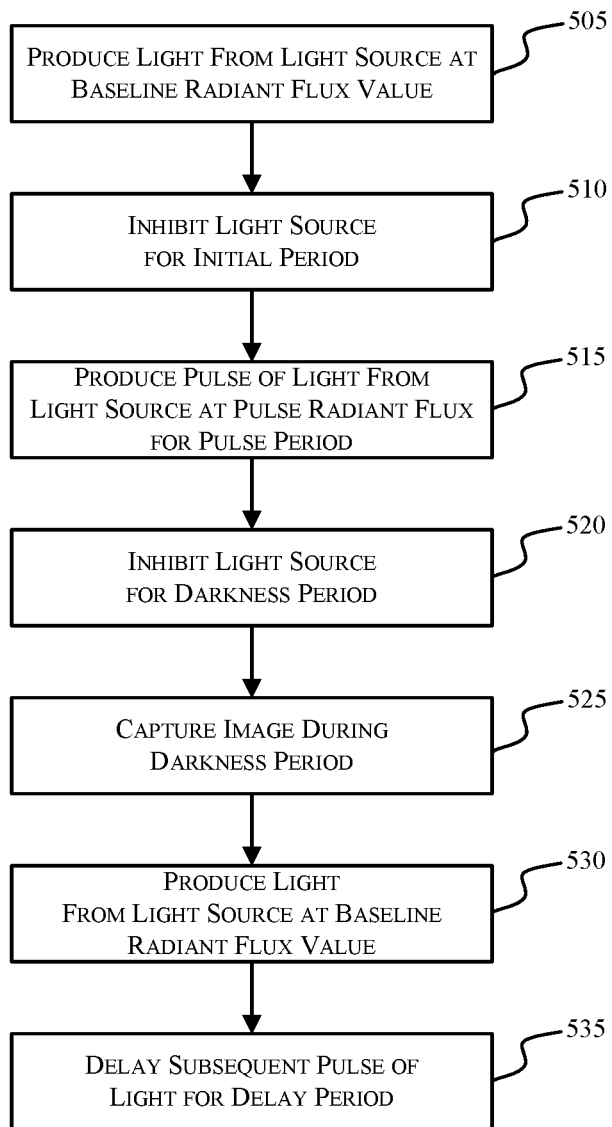 505
PRODUCE LIGHT FROM LIGHT SOURCE AT
BASELINE RADIANT FLUX VALUE
510
INHIBIT LIGHT SOURCE
FOR INITIAL PERIOD
515
PRODUCE PULSE OF LIGHT FROM
LIGHT SOURCE AT PULSE RADIANT FLUX
FOR PULSE PERIOD
520
INHIBIT LIGHT SOURCE
FOR DARKNESS PERIOD
525
CAPTURE IMAGE DURING
DARKNESS PERIOD
530
PRODUCE LIGHT
FROM LIGHT SOURCE AT BASELINE
RADIANT FLUX VALUE
535
DELAY SUBSEQUENT PULSE OF
LIGHT FOR DELAY PERIOD